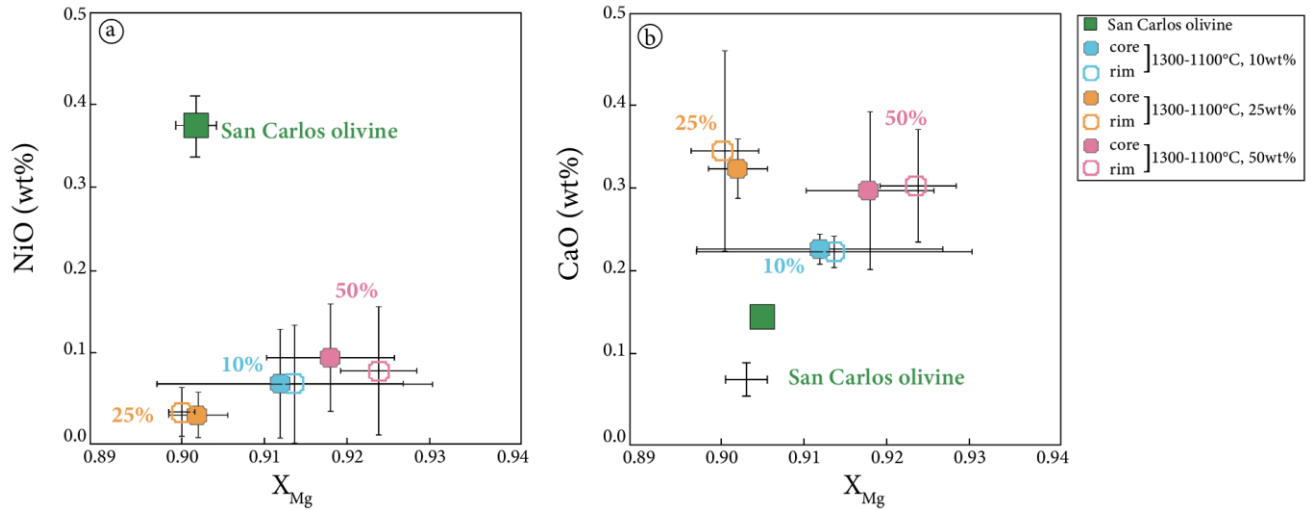 a
NiO (wt%)
0.5
0.4
0.3
0.2
0.1
0.0
San Carlos olivine
50%
10%
25%
0.89
0.90
0.91
0.92
0.93
0.94
XMg
b
CaO (wt%)
0.5
0.4
0.3
0.2
0.1
0.0
25%
50%
10%
San Carlos olivine
0.89
0.90
0.91
0.92
0.93
0.94
XMg
San Carlos olivine
core
rim
1300-1100°C, 10wt%
core
rim
1300-1100°C, 25wt%
core
rim
1300-1100°C, 50wt%